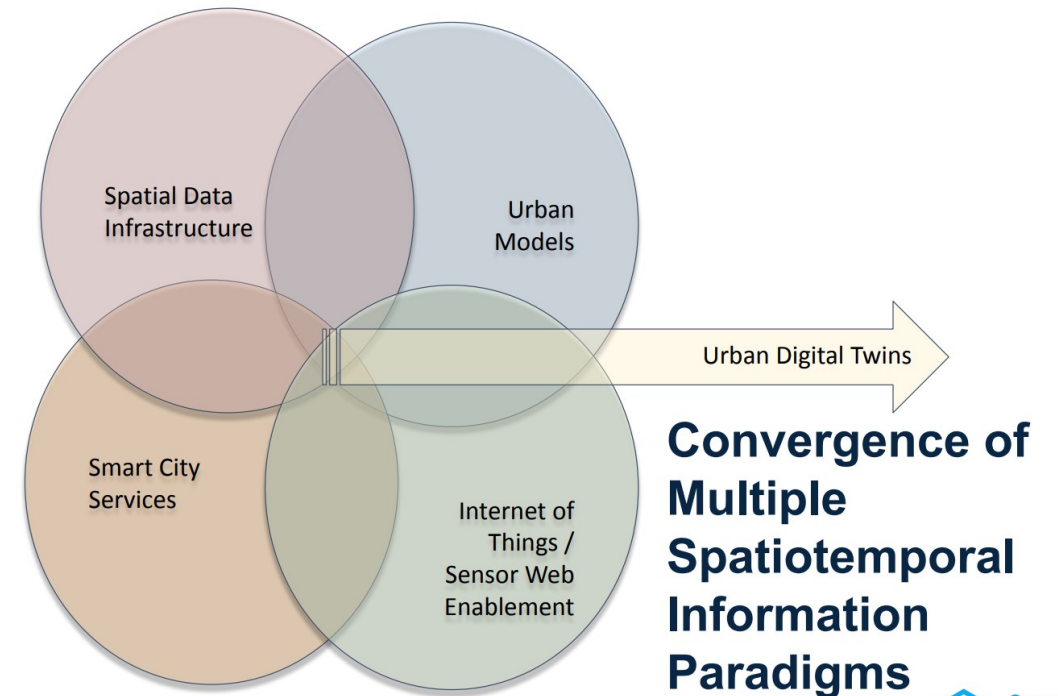 Spatial Data
Infrastructure
Urban
Models
Urban Digital Twins
Smart City
Services
Internet of
Things /
Sensor Web
Enablement
Convergence of
Multiple
Spatiotemporal
Information
Paradigms